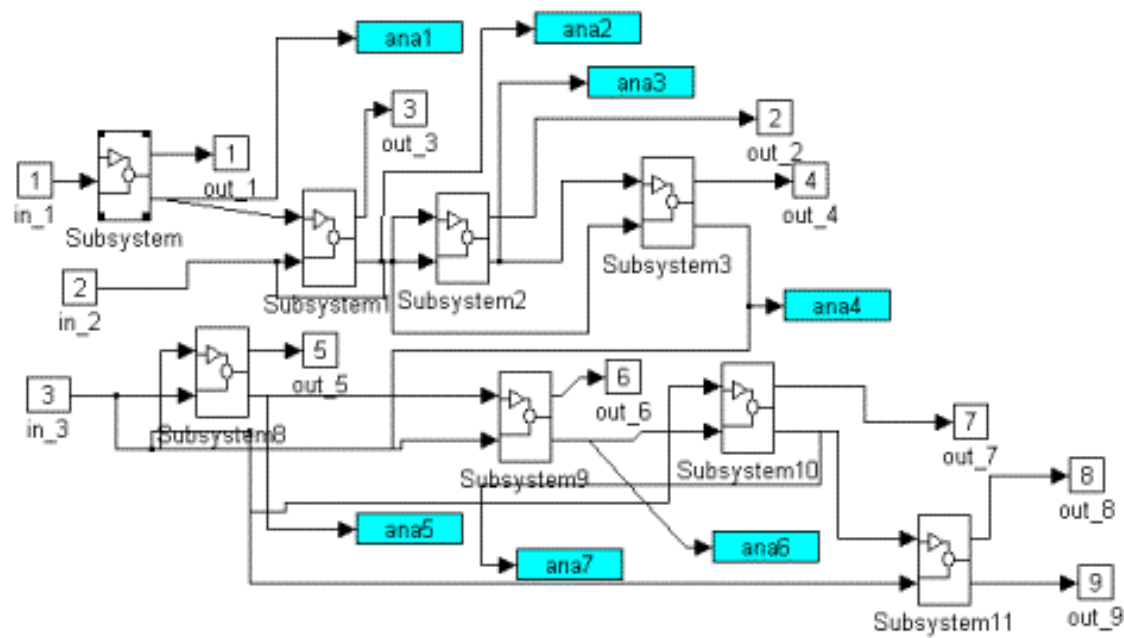 ana1
ana2
ana3
3
out_3
2
out_2
1
out_1
1
in_1
4
out_4
Subsystem
Subsystem3
2
in_2
Subsystem1
Subsystem2
ana4
5
out_5
3
in_3
6
out_6
Subsystem8
7
out_7
Subsystem9
Subsystem10
8
out_8
ana5
ana6
ana7
9
out_9
Subsystem11